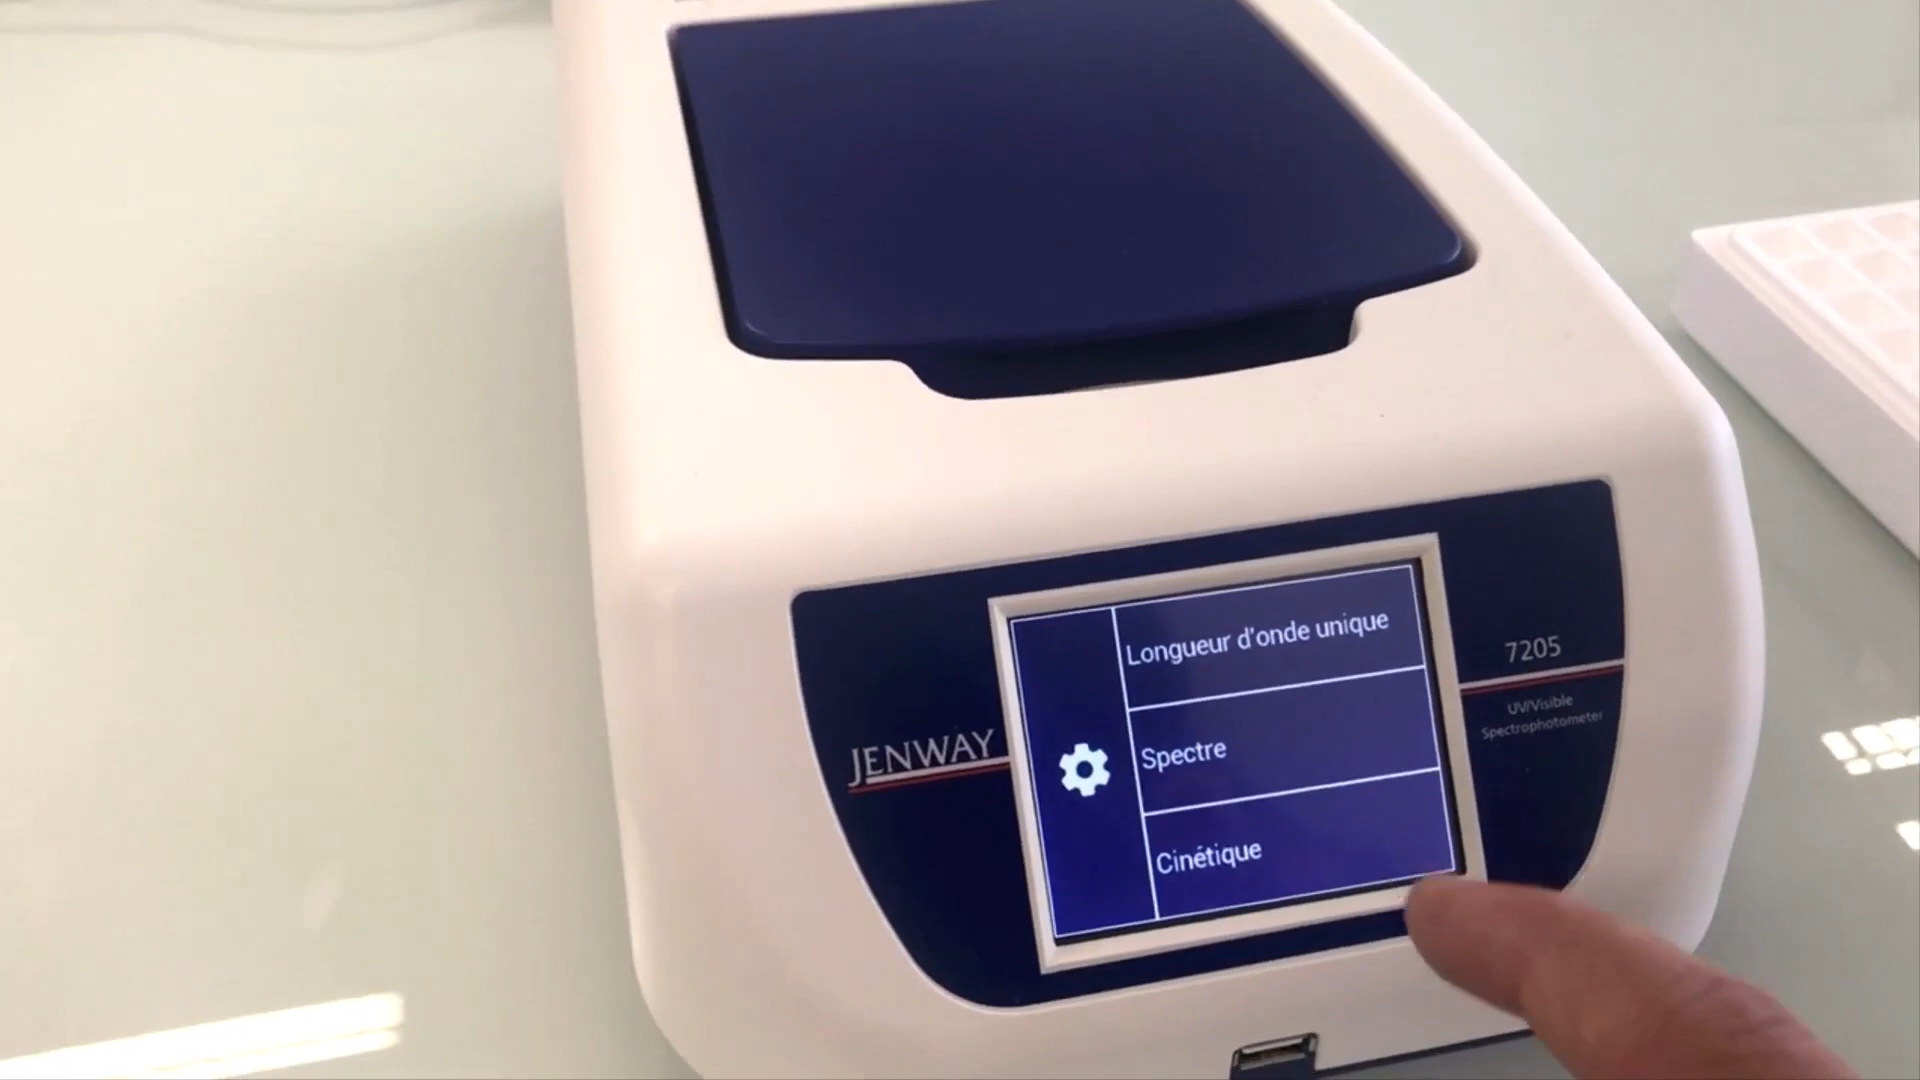 Longueur d'onde unique
Spectre
Cinétique
JENWAY
7205
UV/Visible
Spectrophotometer